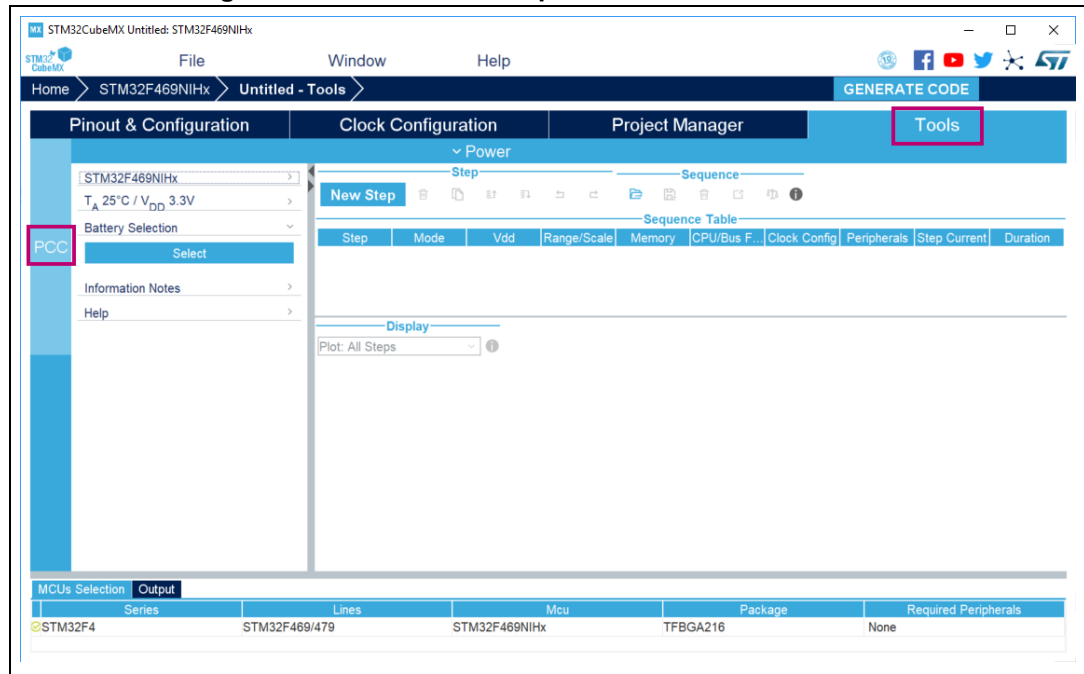 MX STM32CubeMX Untitled: STM32F469NIHx
STM32 CubeMX File Window Help 19 f ST
Home STM32F469NIHx Untitled - Tools GENERATE CODE
Pinout & Configuration Clock Configuration Project Manager Tools
Power
PCC
STM32F469NIHx
TA 25°C / VDD 3.3V
Battery Selection
Select
Information Notes
Help
Step Sequence
New Step
Sequence Table
Step Mode Vdd Range/Scale Memory CPU/Bus F... Clock Config Peripherals Step Current Duration
Display
Plot: All Steps
MCUs Selection Output
Series Lines Mcu Package Required Peripherals
STM32F4 STM32F469/479 STM32F469NIHx TFBGA216 None